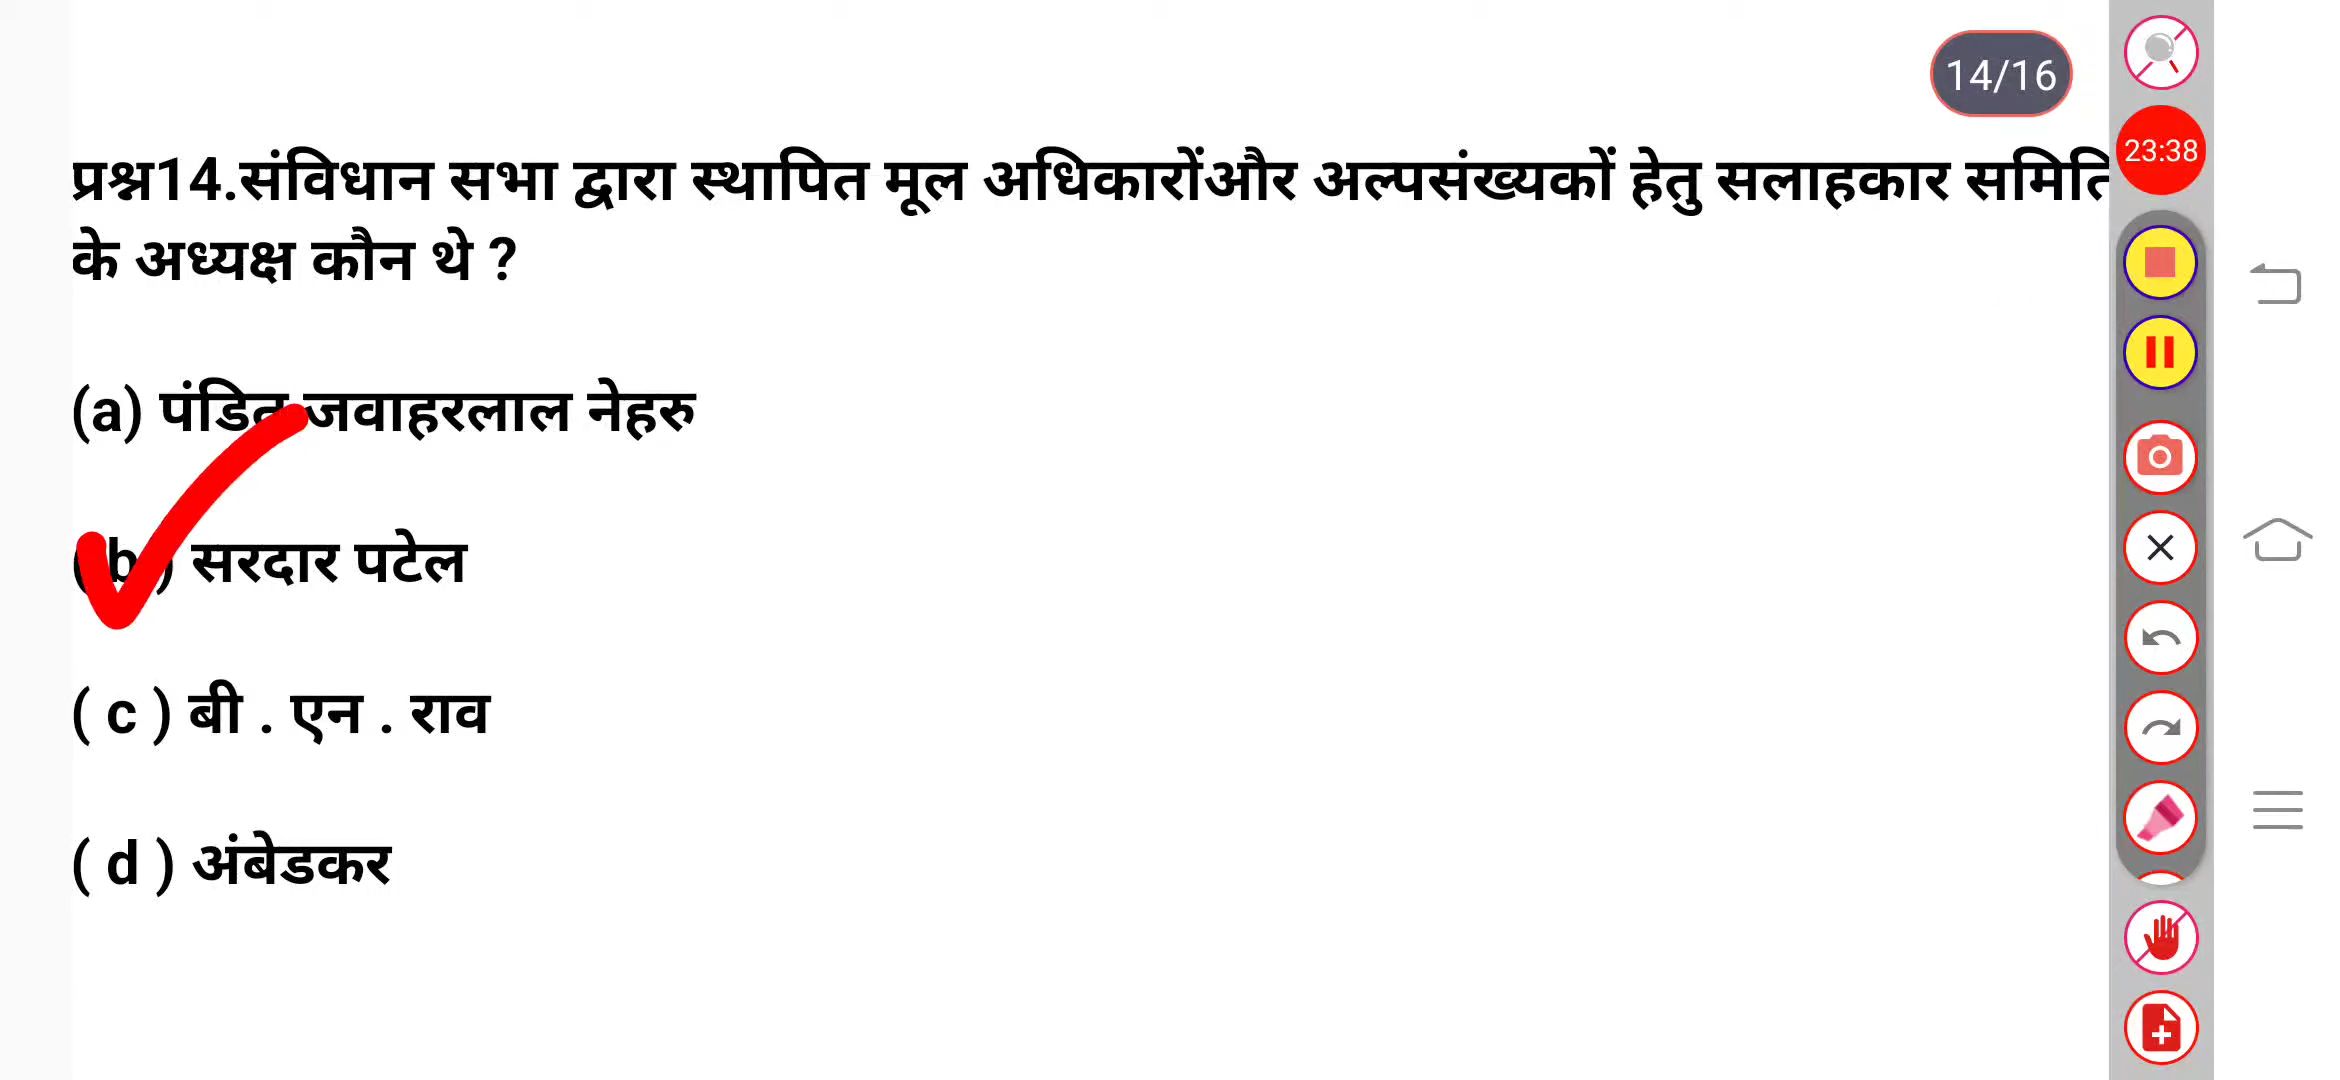 14/16
23:38
प्रश्न14.संविधान सभा द्वारा स्थापित मूल अधिकारोंऔर अल्पसंख्यकों हेतु सलाहकार समिति
के अध्यक्ष कौन थे ?
(a) पंडित जवाहरलाल नेहरु
( b ) सरदार पटेल
( c ) बी . एन . राव
( d ) अंबेडकर